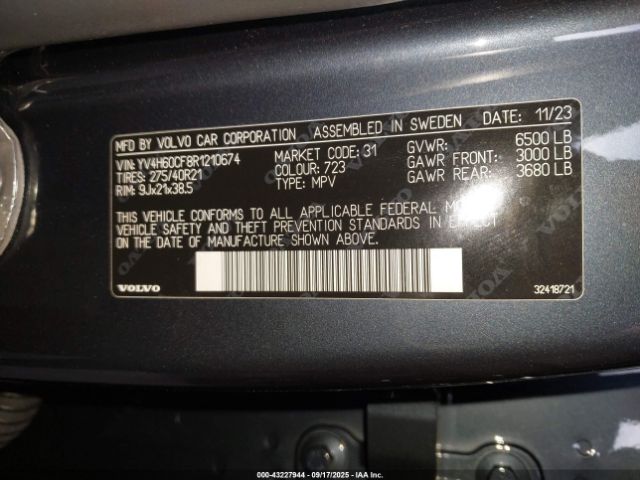 MFD BY VOLVO CAR CORPORATION ASSEMBLED IN SWEDEN DATE: 11/23
VIN: YV4H60CF8R1210674 MARKET CODE: 31 GVWR: 6500 LB
TIRES: 275/40R21 COLOUR: 723 GAWR FRONT: 3000 LB
RIM: 9Jx21x38.5 TYPE: MPV GAWR REAR: 3680 LB
THIS VEHICLE CONFORMS TO ALL APPLICABLE FEDERAL MOTOR
VEHICLE SAFETY AND THEFT PREVENTION STANDARDS IN EFFECT ON THE
DATE OF MANUFACTURE SHOWN ABOVE.
VOLVO 32418721
000-43227944 - 09/17/2025 - IAAI.COM